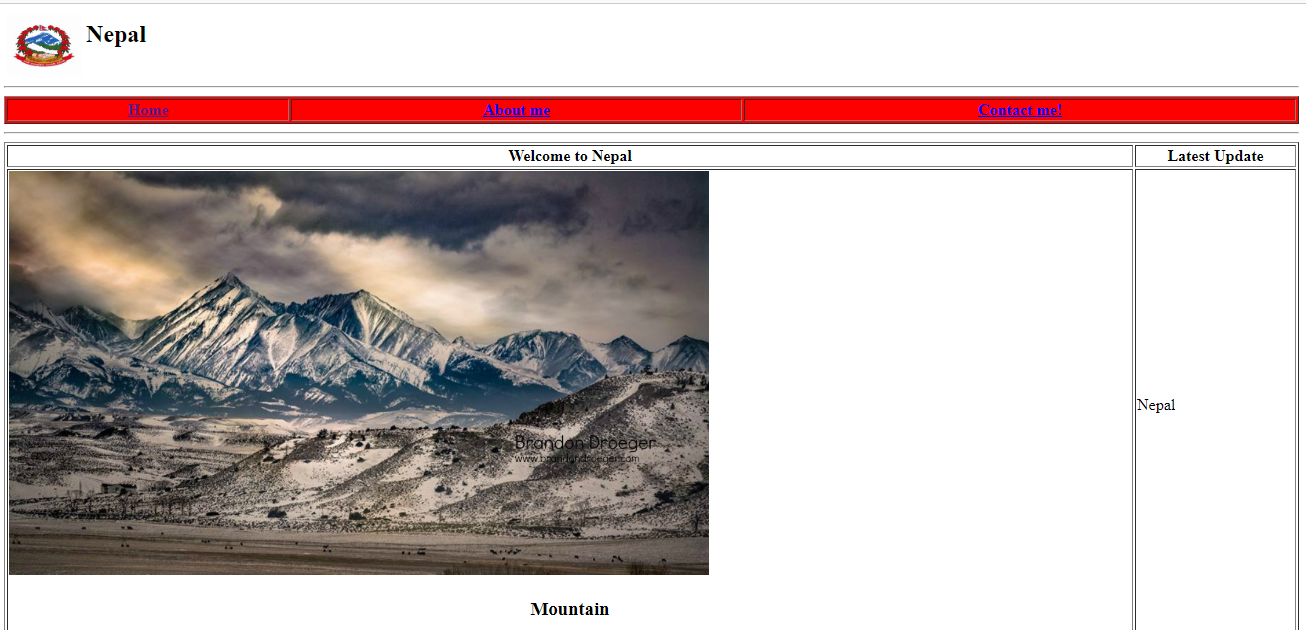 Nepal
Home About me Contact me!
Welcome to Nepal Latest Update
Brandon Droeger
www.brandondroeger.com
Nepal
Mountain